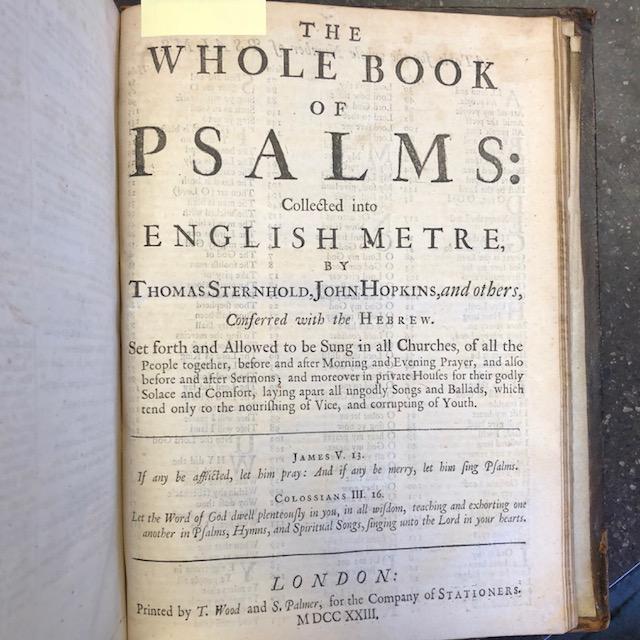 THE
WHOLE BOOK
OF
PSALMS:
Collected into
ENGLISH METRE,
BY
THOMAS STERNHOLD, JOHN HOPKINS, and others,
Conferred with the HEBREW.
Set forth and Allowed to be Sung in all Churches, of all the
People together, before and after Morning and Evening Prayer, and also
before and after Sermons; and moreover in private Houſes for their godly
Solace and Comfort, laying apart all ungodly Songs and Ballads, which
tend only to the nouriſhing of Vice, and corrupting of Youth.
JAMES V. 13.
If any be afflicted, let him pray: And if any be merry, let him ſing Pſalms.
COLOSSIANS III. 16.
Let the Word of God dwell plenteouſly in you, in all wiſdom, teaching and exhorting one
another in Pſalms, Hymns, and Spiritual Songs, ſinging unto the Lord in your hearts.
LONDON:
Printed by T. Wood and S. Palmer, for the Company of STATIONERS.
M DCC XXIII.